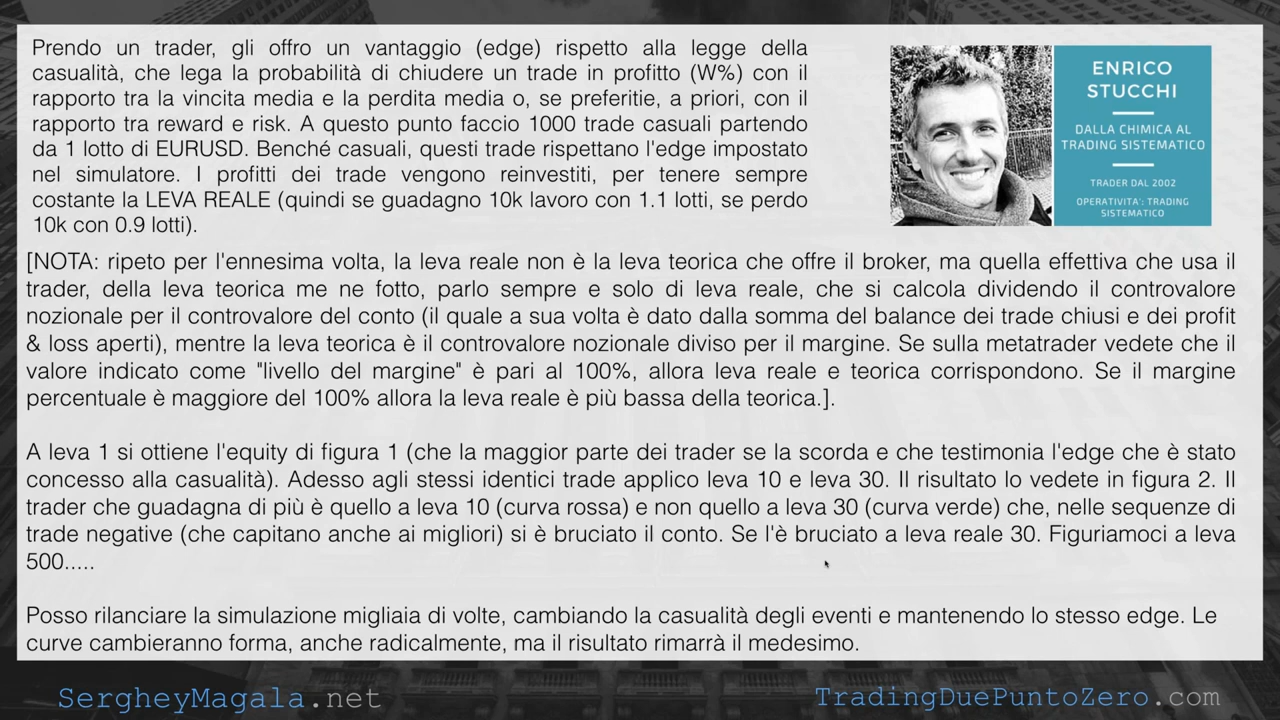 Prendo un trader, gli offro un vantaggio (edge) rispetto alla legge della
casualità, che lega la probabilità di chiudere un trade in profitto (W%) con il
rapporto tra la vincita media e la perdita media o, se preferitie, a priori, con il
rapporto tra reward e risk. A questo punto faccio 1000 trade casuali partendo
da 1 lotto di EURUSD. Benché casuali, questi trade rispettano l'edge impostato
nel simulatore. I profitti dei trade vengono reinvestiti, per tenere sempre
costante la LEVA REALE (quindi se guadagno 10k lavoro con 1.1 lotti, se perdo
10k con 0.9 lotti).
ENRICO
STUCCHI
DALLA CHIMICA AL
TRADING SISTEMATICO
TRADER DAL 2002
OPERATIVITA': TRADING
SISTEMATICO
[NOTA: ripeto per l'ennesima volta, la leva reale non è la leva teorica che offre il broker, ma quella effettiva che usa il
trader, della leva teorica me ne fotto, parlo sempre e solo di leva reale, che si calcola dividendo il controvalore
nozionale per il controvalore del conto (il quale a sua volta è dato dalla somma del balance dei trade chiusi e dei profit
& loss aperti), mentre la leva teorica è il controvalore nozionale diviso per il margine. Se sulla metatrader vedete che il
valore indicato come "livello del margine" è pari al 100%, allora leva reale e teorica corrispondono. Se il margine
percentuale è maggiore del 100% allora la leva reale è più bassa della teorica.].
A leva 1 si ottiene l'equity di figura 1 (che la maggior parte dei trader se la scorda e che testimonia l'edge che è stato
concesso alla casualità). Adesso agli stessi identici trade applico leva 10 e leva 30. Il risultato lo vedete in figura 2. Il
trader che guadagna di più è quello a leva 10 (curva rossa) e non quello a leva 30 (curva verde) che, nelle sequenze di
trade negative (che capitano anche ai migliori) si è bruciato il conto. Se l'è bruciato a leva reale 30. Figuriamoci a leva
500.....
Posso rilanciare la simulazione migliaia di volte, cambiando la casualità degli eventi e mantenendo lo stesso edge. Le
curve cambieranno forma, anche radicalmente, ma il risultato rimarrà il medesimo.
SergheyMagala.net
TradingDuePuntoZero.com